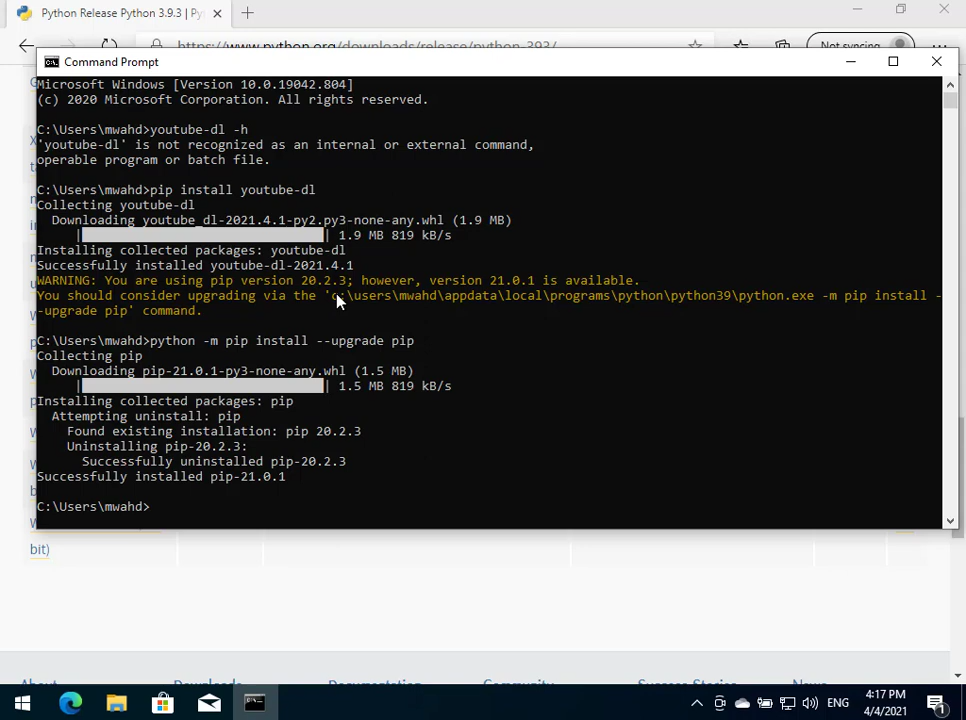 Python Release Python 3.9.3 | Py
https://www.python.org/downloads/release/python-393/
Not syncing
Command Prompt
Microsoft Windows [Version 10.0.19042.804]
(c) 2020 Microsoft Corporation. All rights reserved.
C:\Users\mwahd>youtube-dl -h
'youtube-dl' is not recognized as an internal or external command,
operable program or batch file.
C:\Users\mwahd>pip install youtube-dl
Collecting youtube-dl
Downloading youtube_dl-2021.4.1-py2.py3-none-any.whl (1.9 MB)
| | 1.9 MB 819 kB/s
Installing collected packages: youtube-dl
Successfully installed youtube-dl-2021.4.1
WARNING: You are using pip version 20.2.3; however, version 21.0.1 is available.
You should consider upgrading via the 'c:\users\mwahd\appdata\local\programs\python\python39\python.exe -m pip install -
-upgrade pip' command.
C:\Users\mwahd>python -m pip install --upgrade pip
Collecting pip
Downloading pip-21.0.1-py3-none-any.whl (1.5 MB)
| | 1.5 MB 819 kB/s
Installing collected packages: pip
Attempting uninstall: pip
Found existing installation: pip 20.2.3
Uninstalling pip-20.2.3:
Successfully uninstalled pip-20.2.3
Successfully installed pip-21.0.1
C:\Users\mwahd>
bit)
About Downloads Documentation Community Success Stories News
ENG
4:17 PM
4/4/2021
1